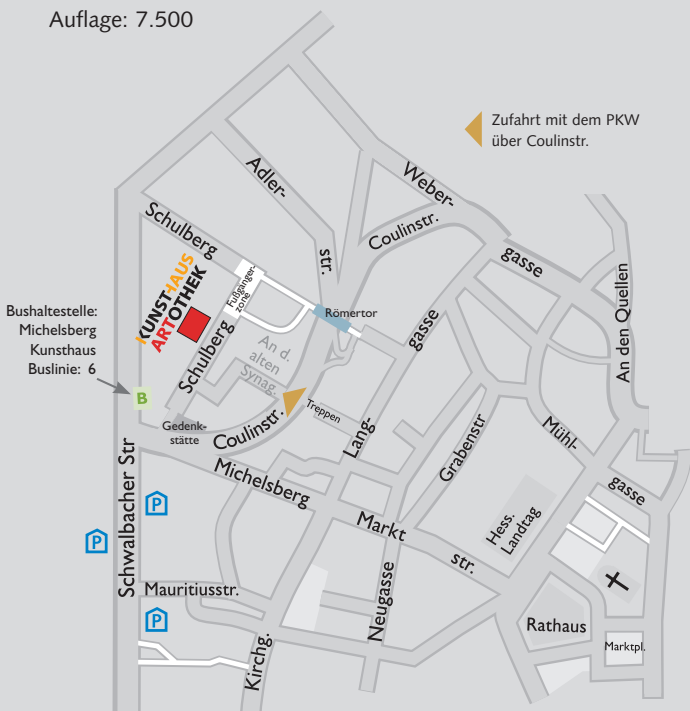 Auflage: 7.500
Zufahrt mit dem PKW
über Coulinstr.
Adler-
str.
Weber-
gasse
Coulinstr.
Schulberg
KUNSTHAUS
ARTOTHEK
Fußgänger-
zone
Römertor
An den Quellen
Bushaltestelle:
Michelsberg
Kunsthaus
Buslinie: 6
B
Schulberg
An d.
alten
Synag.
gasse
Lang-
Treppen
Gedenk-
stätte
Coulinstr.
Grabenstr
Mühl-
gasse
Schwalbacher Str
Michelsberg
Markt
str.
Hess.
Landtag
P
P
P
Mauritiusstr.
Neugasse
Kirchg.
Rathaus
Marktpl.